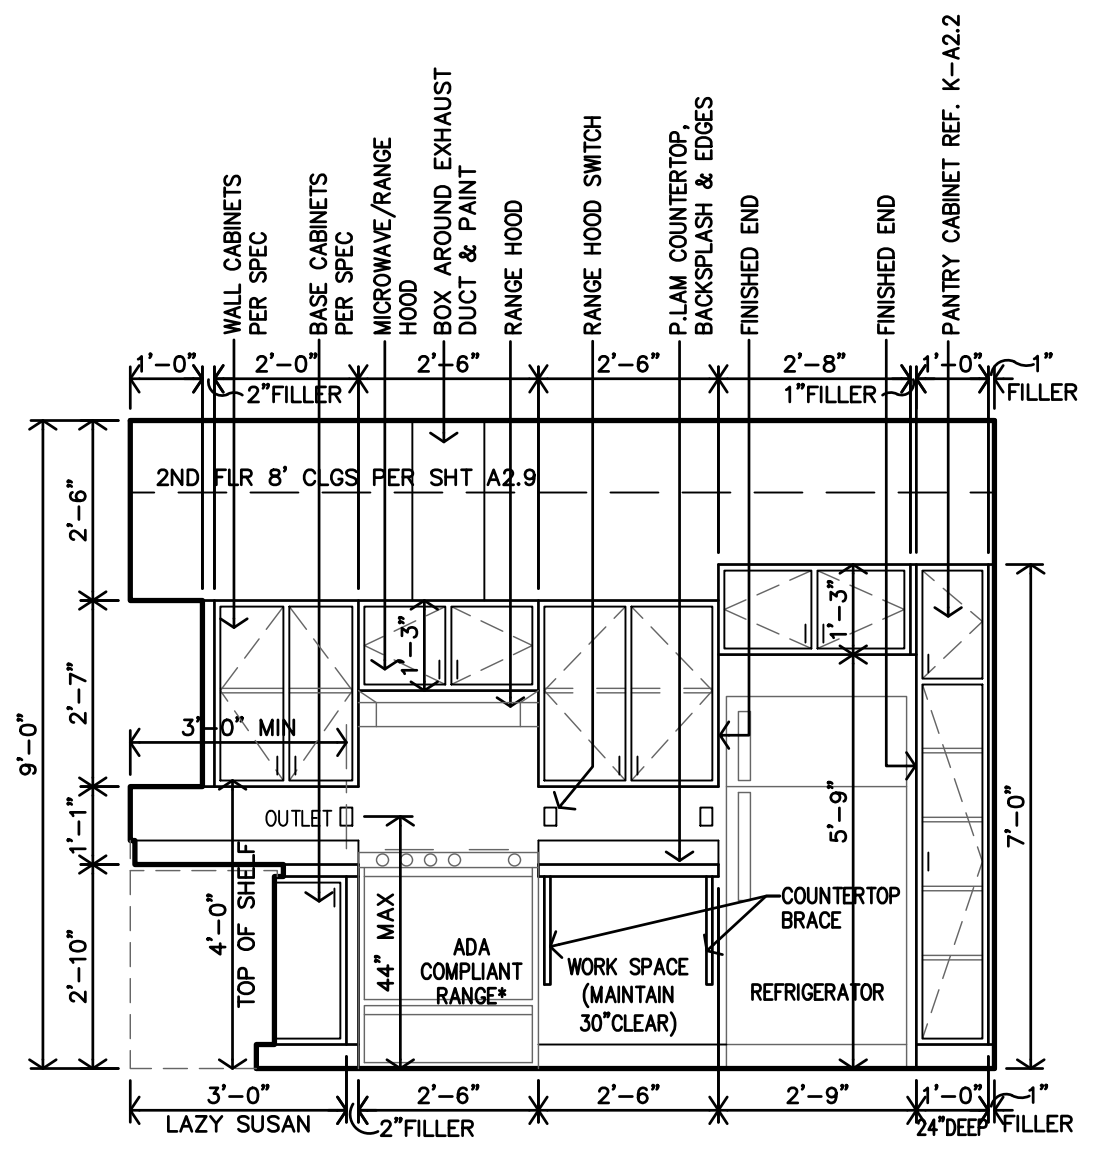 WALL CABINETS
PER SPEC
BASE CABINETS
PER SPEC
MICROWAVE/RANGE
HOOD
BOX AROUND EXHAUST
DUCT & PAINT
RANGE HOOD
RANGE HOOD SWITCH
P.LAM COUNTERTOP,
BACKSPLASH & EDGES
FINISHED END
FINISHED END
PANTRY CABINET REF. K-A2.2
1'-0"
2'-0"
2'-6"
2'-6"
2'-8"
1'-0"
1"
FILLER
2"FILLER
1"FILLER
2ND FLR 8' CLGS PER SHT A2.9
9'-0"
2'-6"
2'-7"
1'-1"
2'-10"
1'-3"
1'-3"
3'-0" MIN
OUTLET
4'-0"
TOP OF SHELF
44" MAX
5'-9"
7'-0"
ADA
COMPLIANT
RANGE*
WORK SPACE
(MAINTAIN
30"CLEAR)
COUNTERTOP
BRACE
REFRIGERATOR
3'-0"
LAZY SUSAN
2"FILLER
2'-6"
2'-6"
2'-9"
1'-0"
24"DEEP
1"
FILLER